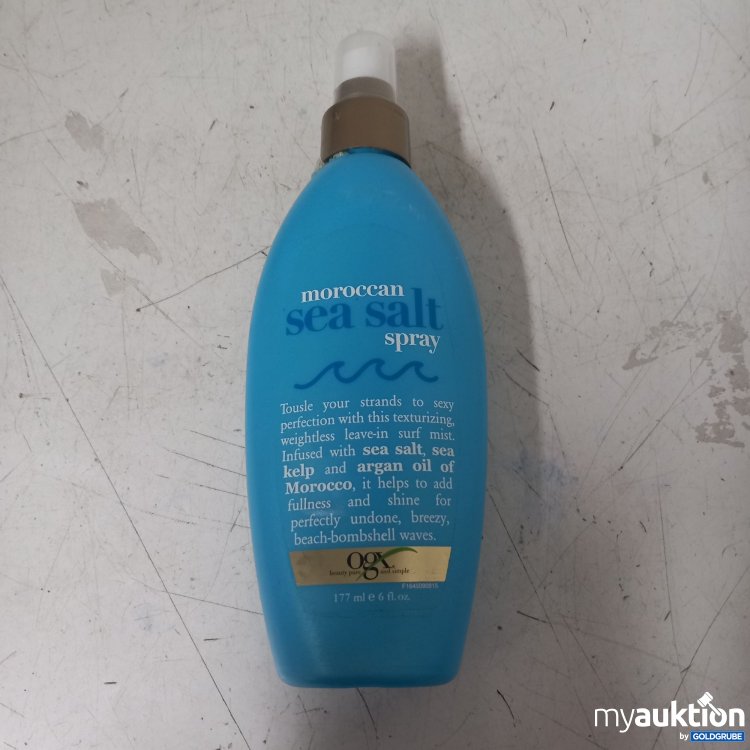 moroccan
sea salt
spray
Tousle your strands to sexy
perfection with this texturizing,
weightless leave-in surf mist.
Infused with sea salt, sea
kelp and argan oil of
Morocco, it helps to add
fullness and shine for
perfectly undone, breezy,
beach-bombshell waves.
ogx
beauty pure and simple
177 ml e 6 fl. oz.
myauktion
by GOLDGRUBE